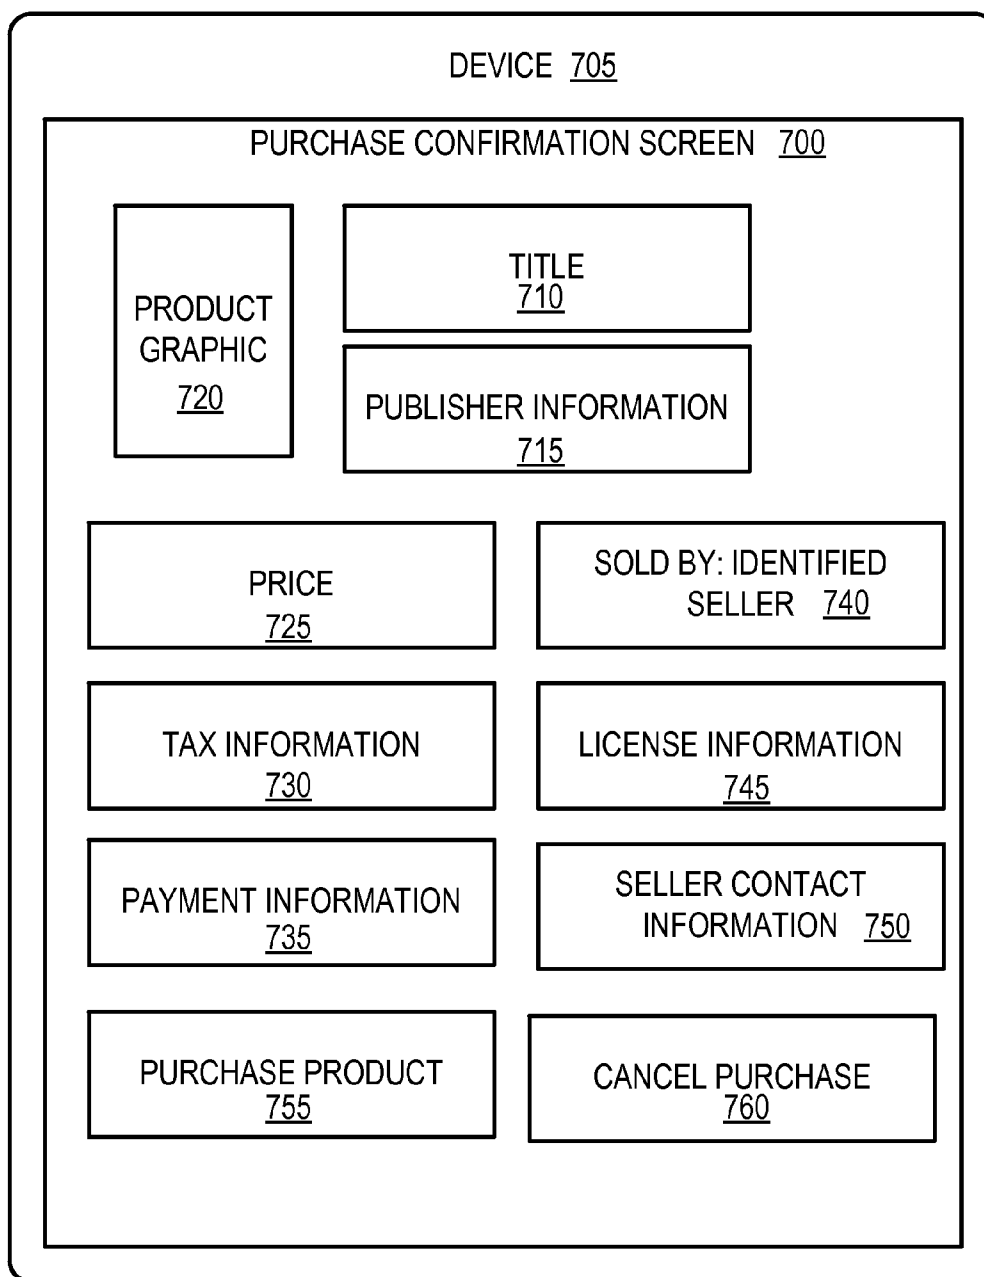 DEVICE 705
PURCHASE CONFIRMATION SCREEN 700
PRODUCT
GRAPHIC
720
TITLE
710
PUBLISHER INFORMATION
715
PRICE
725
SOLD BY: IDENTIFIED
SELLER 740
TAX INFORMATION
730
LICENSE INFORMATION
745
PAYMENT INFORMATION
735
SELLER CONTACT
INFORMATION 750
PURCHASE PRODUCT
755
CANCEL PURCHASE
760